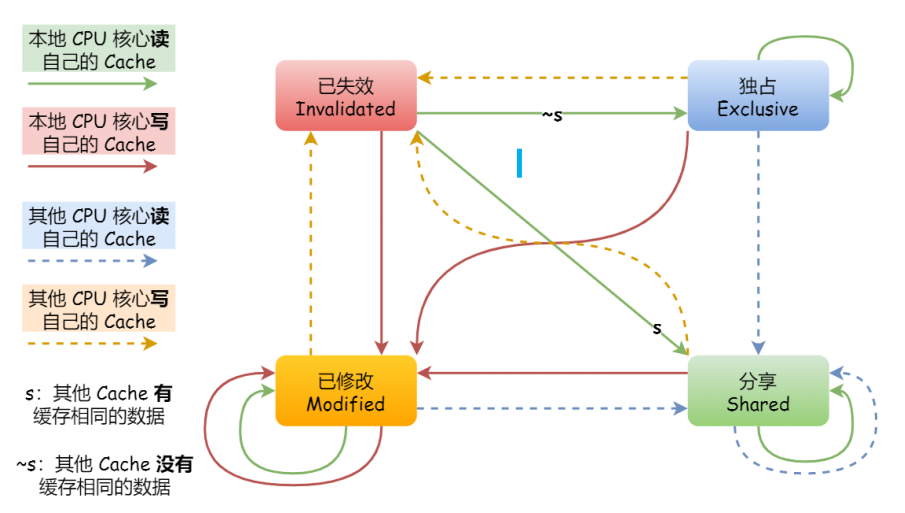 本地 CPU 核心读
自己的 Cache
本地 CPU 核心写
自己的 Cache
其他 CPU 核心读
自己的 Cache
其他 CPU 核心写
自己的 Cache
s：其他 Cache 有
缓存相同的数据
~s：其他 Cache 没有
缓存相同的数据
已失效
Invalidated
~s
独占
Exclusive
s
已修改
Modified
分享
Shared